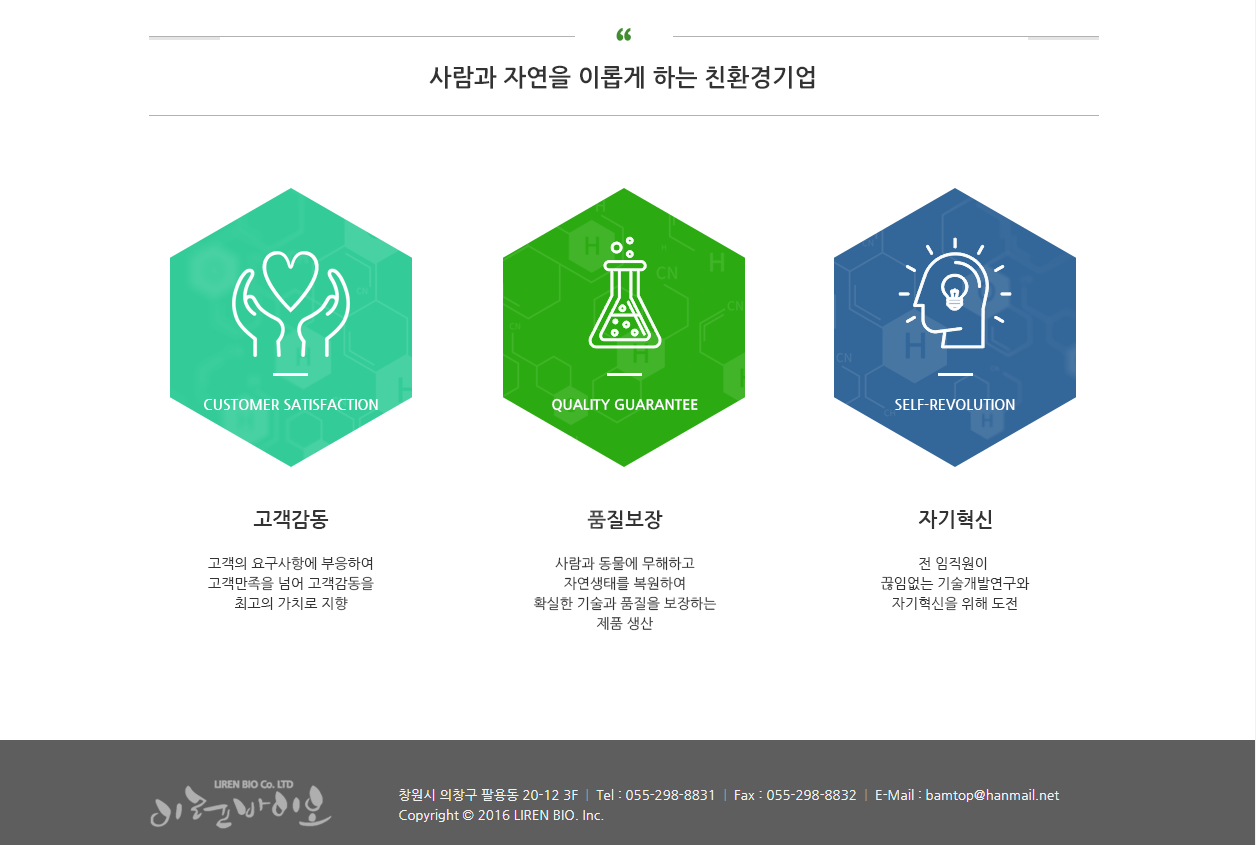 ❝
사람과 자연을 이롭게 하는 친환경기업
CUSTOMER SATISFACTION
QUALITY GUARANTEE
SELF-REVOLUTION
H
H
CN
H
CN
H
CN
H
CN
H
고객감동
고객의 요구사항에 부응하여
고객만족을 넘어 고객감동을
최고의 가치로 지향
품질보장
사람과 동물에 무해하고
자연생태를 복원하여
확실한 기술과 품질을 보장하는
제품 생산
자기혁신
전 임직원이
끊임없는 기술개발연구와
자기혁신을 위해 도전
LIREN BIO Co. LTD
이른바이오
창원시 의창구 팔용동 20-12 3F | Tel : 055-298-8831 | Fax : 055-298-8832 | E-Mail : bamtop@hanmail.net
Copyright © 2016 LIREN BIO. Inc.